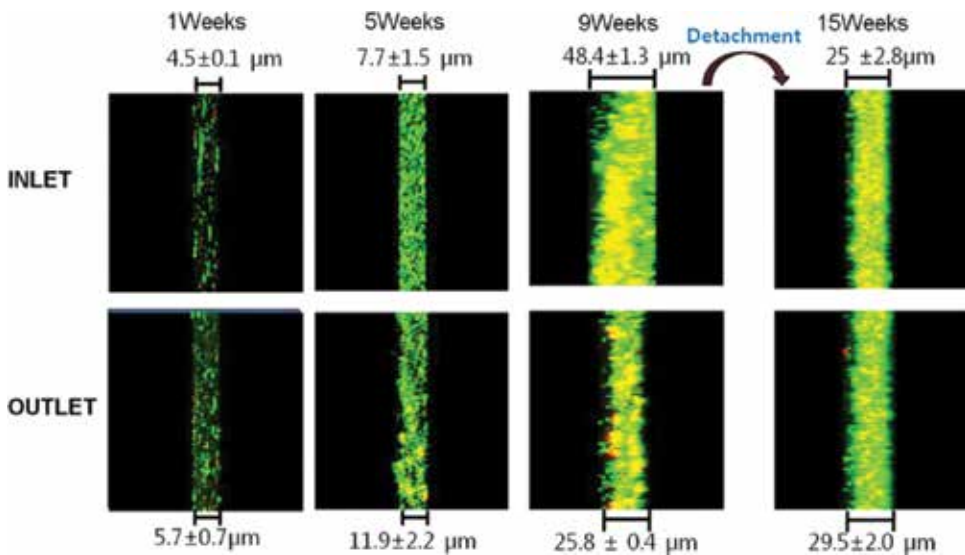 1Weeks 5Weeks 9Weeks 15Weeks
Detachment
4.5±0.1 µm 7.7±1.5 µm 48.4±1.3 µm 25 ±2.8µm
INLET
OUTLET
5.7±0.7µm 11.9±2.2 µm 25.8 ± 0.4 µm 29.5±2.0 µm